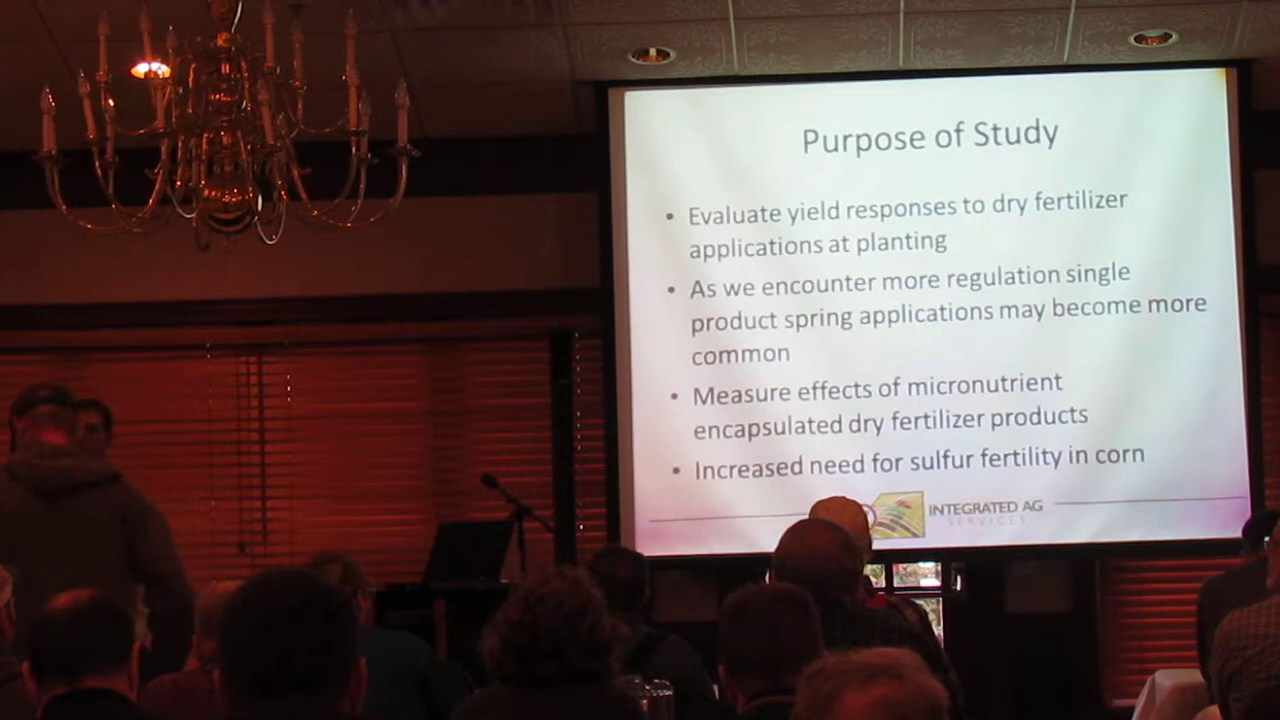 Purpose of Study
• Evaluate yield responses to dry fertilizer
applications at planting
• As we encounter more regulation single
product spring applications may become more
common
• Measure effects of micronutrient
encapsulated dry fertilizer products
• Increased need for sulfur fertility in corn
INTEGRATED AG
SERVICES